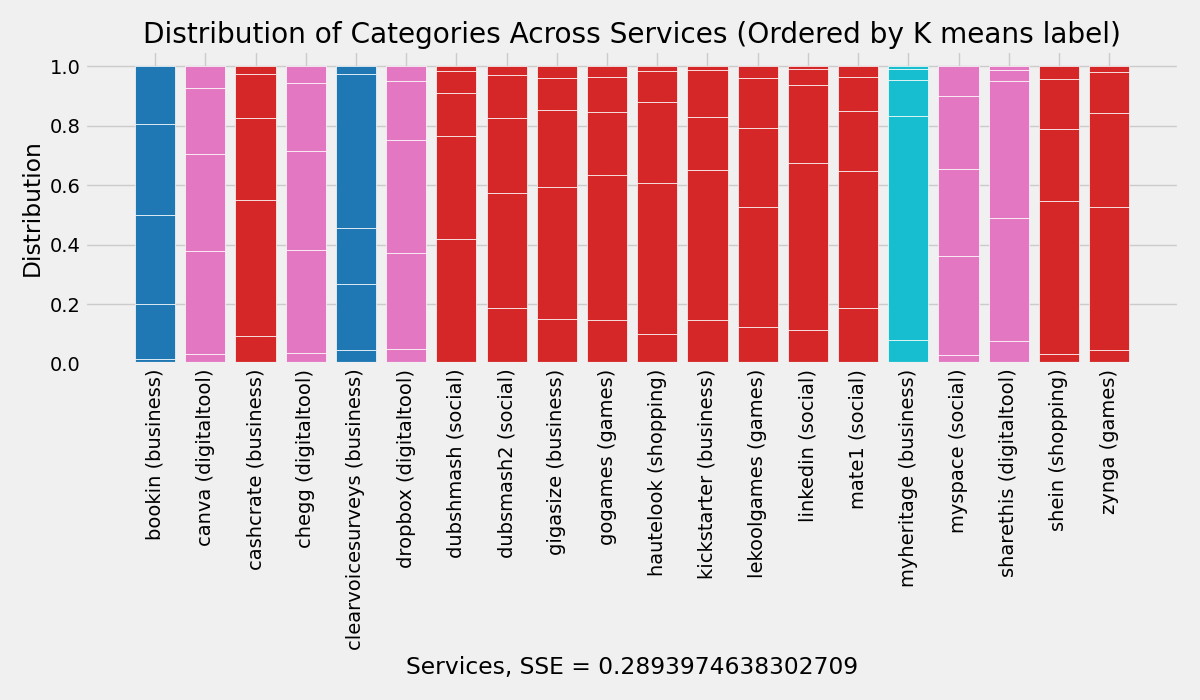 Distribution of Categories Across Services (Ordered by K means label)
Distribution
1.0
0.8
0.6
0.4
0.2
0.0
bookin (business)
canva (digitaltool)
cashcrate (business)
chegg (digitaltool)
clearvoicesurveys (business)
dropbox (digitaltool)
dubshmash (social)
dubsmash2 (social)
gigasize (business)
gogames (games)
hautelook (shopping)
kickstarter (business)
lekoolgames (games)
linkedin (social)
mate1 (social)
myheritage (business)
myspace (social)
sharethis (digitaltool)
shein (shopping)
zynga (games)
Services, SSE = 0.2893974638302709